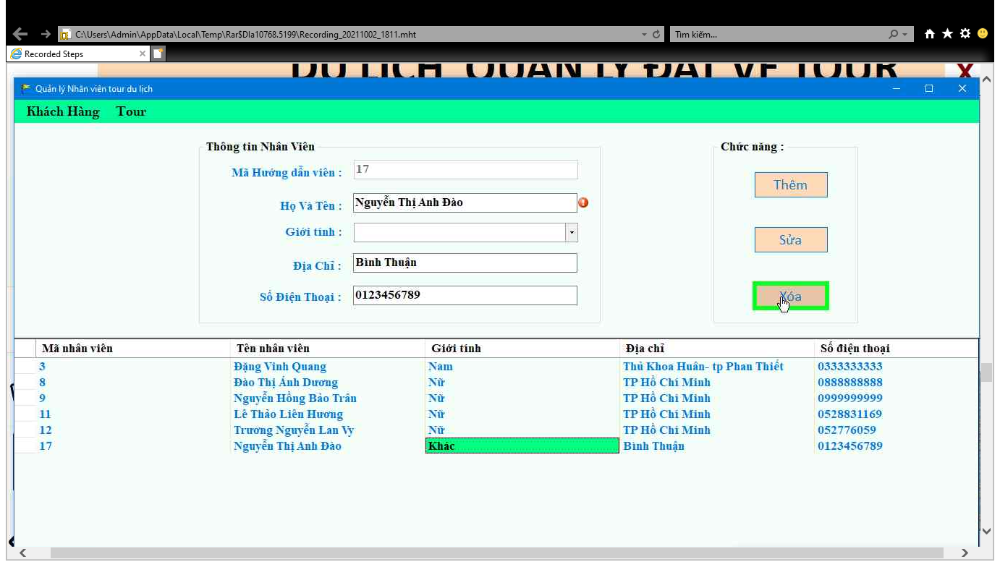 C:\Users\Admin\AppData\Local\Temp\Rar$DIa10768.5199\Recording_20211002_1811.mht
Tìm kiếm...
Recorded Steps
DU LỊCH QUẢN LÝ ĐẶT VÉ TOUR
X
Quản lý Nhân viên tour du lịch
Khách Hàng Tour
Thông tin Nhân Viên
Mã Hướng dẫn viên : 17
Họ Và Tên : Nguyễn Thị Anh Đào
Giới tính :
Địa Chỉ : Bình Thuận
Số Điện Thoại : 0123456789
Chức năng :
Thêm
Sửa
Xóa
Mã nhân viên Tên nhân viên Giới tính Địa chỉ Số điện thoại
3 Đặng Vinh Quang Nam Thủ Khoa Huân- tp Phan Thiết 0333333333
8 Đào Thị Ánh Dương Nữ TP Hồ Chí Minh 0888888888
9 Nguyễn Hồng Bảo Trân Nữ TP Hồ Chí Minh 0999999999
11 Lê Thảo Liên Hương Nữ TP Hồ Chí Minh 0528831169
12 Trương Nguyễn Lan Vy Nữ TP Hồ Chí Minh 052776059
17 Nguyễn Thị Anh Đào Khác Bình Thuận 0123456789